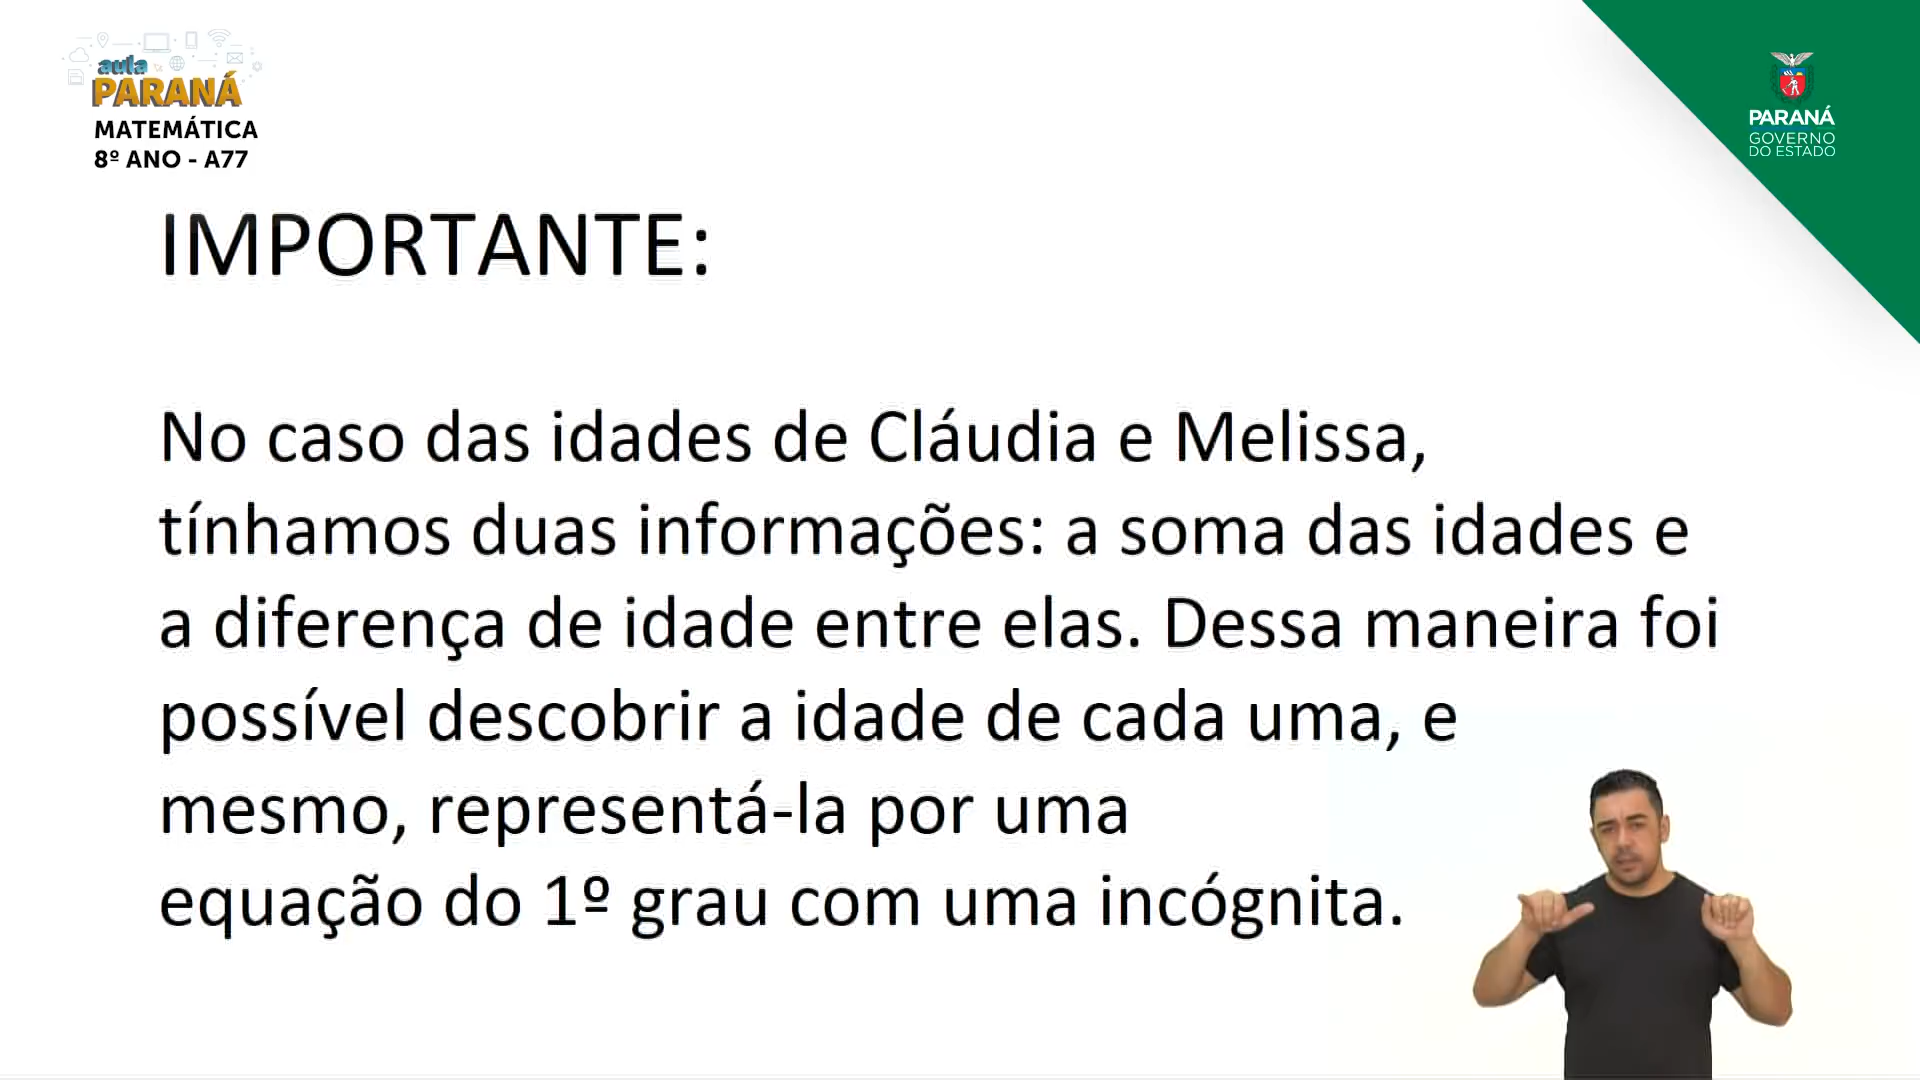 aula
PARANÁ
MATEMÁTICA
8º ANO - A77
PARANÁ
GOVERNO
DO ESTADO
IMPORTANTE:
No caso das idades de Cláudia e Melissa,
tínhamos duas informações: a soma das idades e
a diferença de idade entre elas. Dessa maneira foi
possível descobrir a idade de cada uma, e
mesmo, representá-la por uma
equação do 1º grau com uma incógnita.